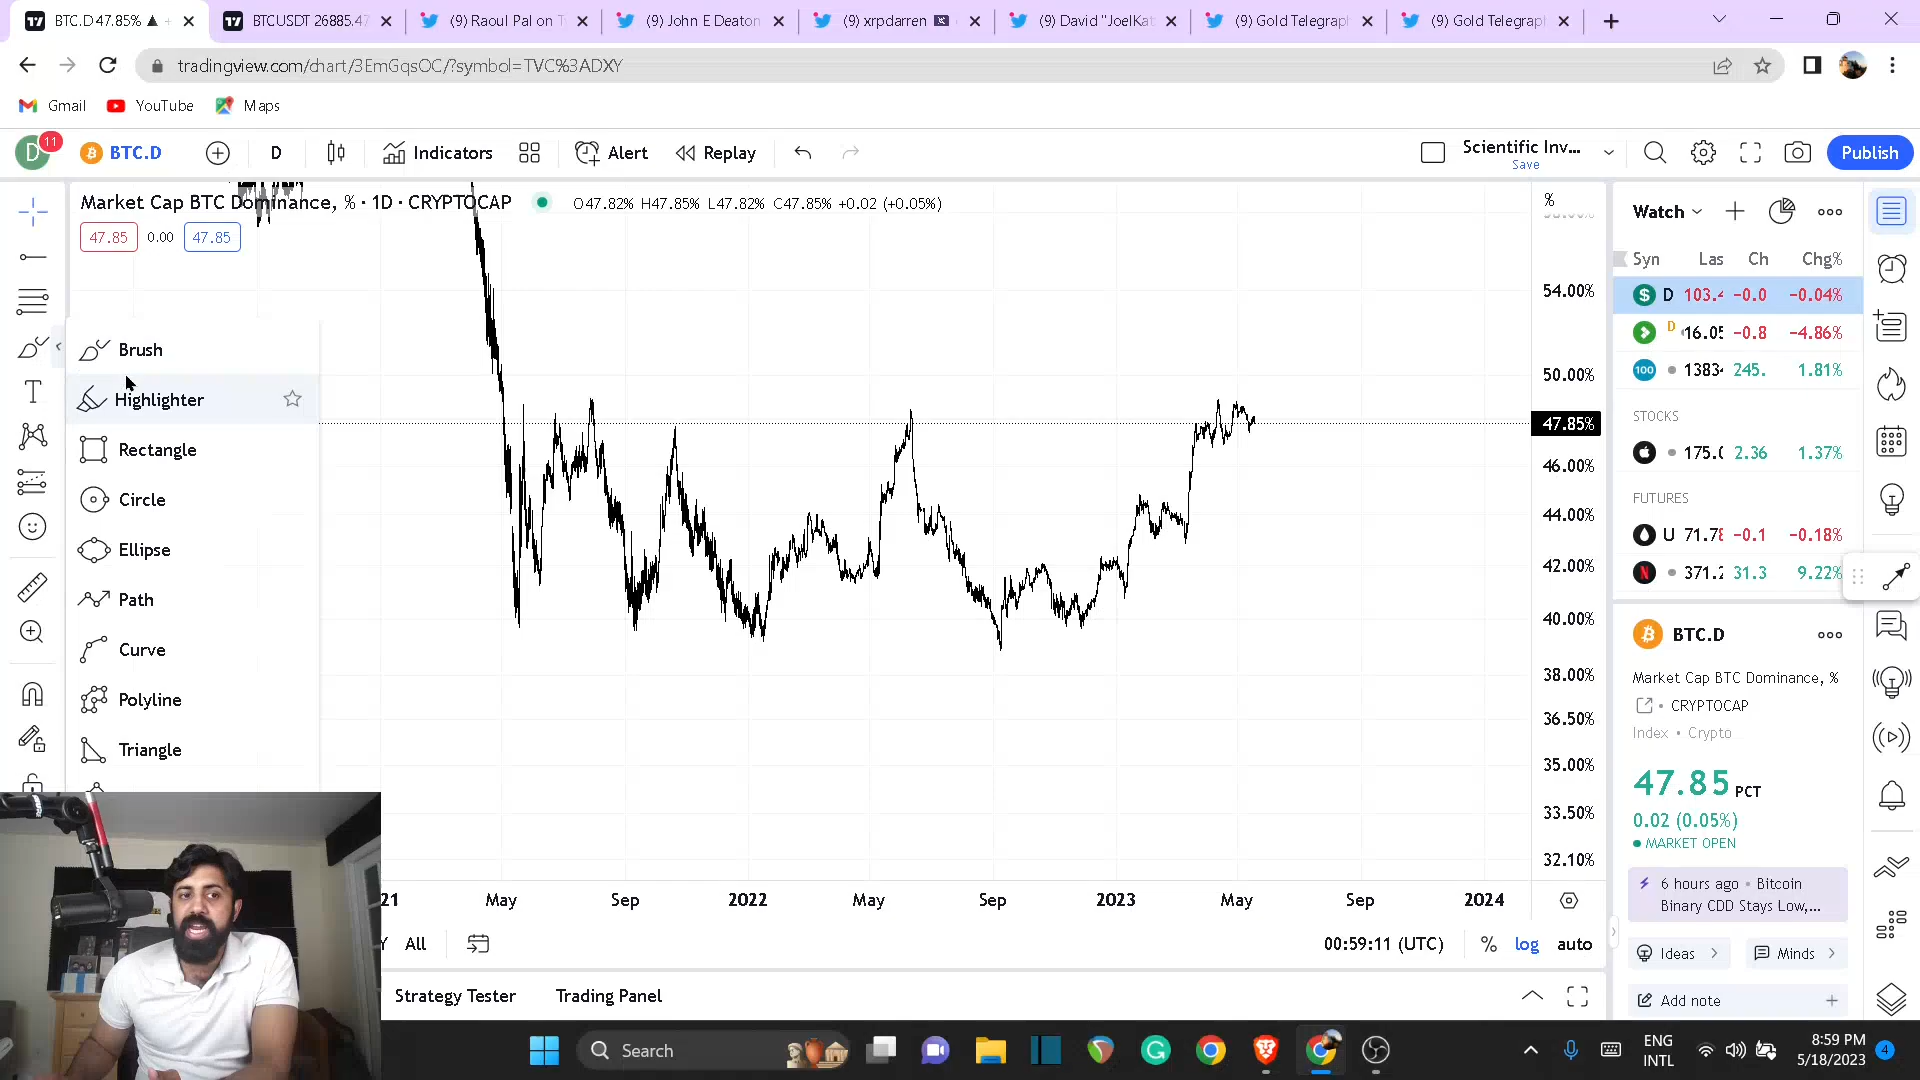 BTC.D 47.85% ▲
BTCUSDT 26885.47
(9) Raoul Pal on T
(9) John E Deaton
(9) xrpdarren
(9) David "JoelKat
(9) Gold Telegraph
(9) Gold Telegraph
tradingview.com/chart/3EmGqsOC/?symbol=TVC%3ADXY
Gmail
YouTube
Maps
D
11
BTC.D
D
Indicators
Alert
Replay
Scientific Inv...
Save
Publish
Market Cap BTC Dominance, % · 1D · CRYPTOCAP
O47.82% H47.85% L47.82% C47.85% +0.02 (+0.05%)
47.85
0.00
47.85
Brush
Highlighter
Rectangle
Circle
Ellipse
Path
Curve
Polyline
Triangle
%
54.00%
50.00%
47.85%
46.00%
44.00%
42.00%
40.00%
38.00%
36.50%
35.00%
33.50%
32.10%
21
May
Sep
2022
May
Sep
2023
May
Sep
2024
All
00:59:11 (UTC)
%
log
auto
Strategy Tester
Trading Panel
Watch
Syn Las Ch Chg%
D 103.4 −0.0 −0.04%
D 16.05 −0.8 −4.86%
100 1383 245. 1.81%
STOCKS
175.0 2.36 1.37%
FUTURES
U 71.78 −0.1 −0.18%
N 371.2 31.3 9.22%
BTC.D
Market Cap BTC Dominance, %
CRYPTOCAP
Index • Crypto
47.85 PCT
0.02 (0.05%)
MARKET OPEN
6 hours ago • Bitcoin
Binary CDD Stays Low,...
Ideas
Minds
Add note
Search
ENG
INTL
8:59 PM
5/18/2023
4